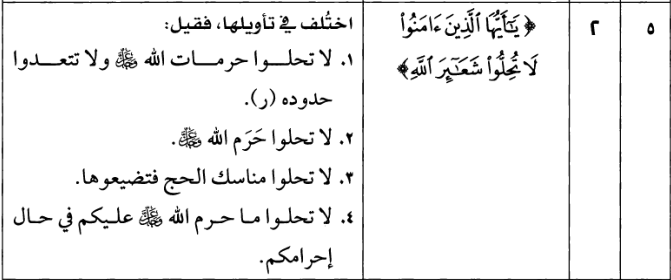 ٥
٢
﴿ يَٰٓأَيُّهَا ٱلَّذِينَ ءَامَنُوا۟
لَا تُحِلُّوا۟ شَعَٰٓئِرَ ٱللَّهِ ﴾
اختُلف في تأويلها، فقيل:
١. لا تحلوا حرمات الله ﷻ ولا تتعدوا
حدوده (ر).
٢. لا تحلوا حَرَم الله ﷻ.
٣. لا تحلوا مناسك الحج فتضيعوها.
٤. لا تحلوا ما حرم الله ﷻ عليكم في حال
إحرامكم.